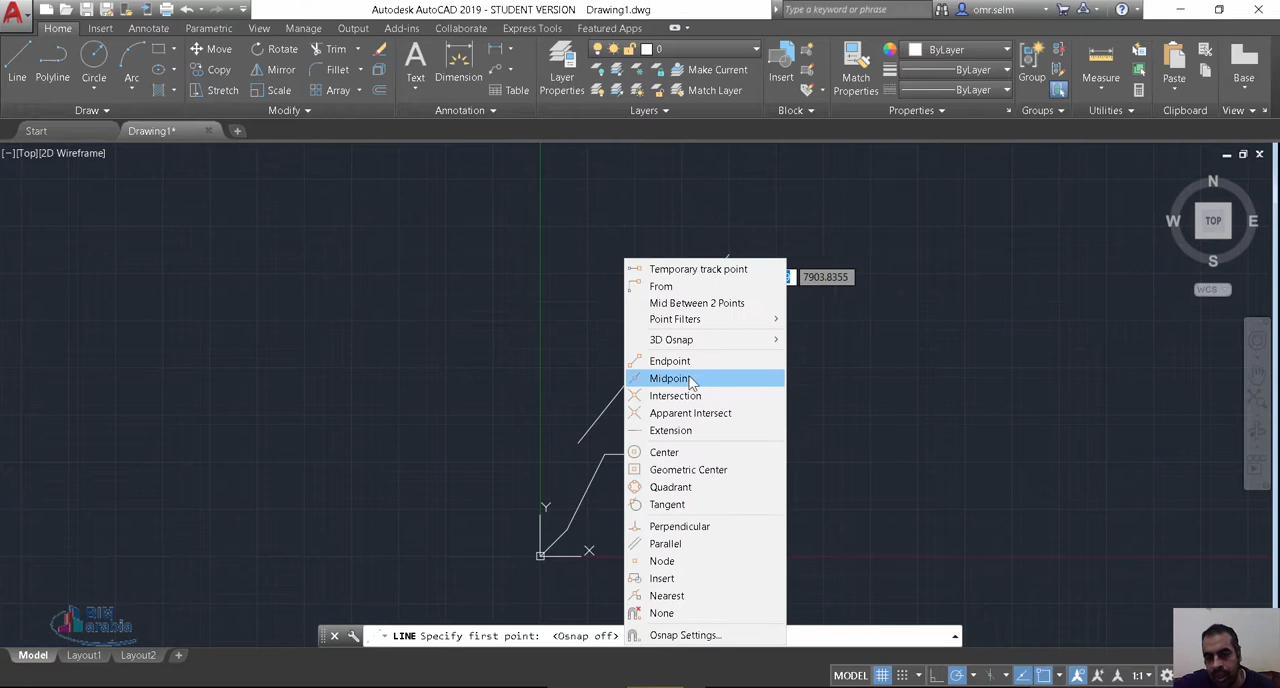 Autodesk AutoCAD 2019 - STUDENT VERSION Drawing1.dwg
Type a keyword or phrase
omr.selm
Home Insert Annotate Parametric View Manage Output Add-ins Collaborate Express Tools Featured Apps
Line Polyline Circle Arc
Move Rotate Trim
Copy Mirror Fillet
Stretch Scale Array
Text Dimension Table
Layer Properties
0
Make Current
Match Layer
Insert
Match Properties
ByLayer
ByLayer
ByLayer
Group Measure Paste Base
Draw Modify Annotation Layers Block Properties Groups Utilities Clipboard View
Start Drawing1*
[−][Top][2D Wireframe]
N
W TOP E
S
WCS
7903.8355
Temporary track point
From
Mid Between 2 Points
Point Filters
3D Osnap
Endpoint
Midpoint
Intersection
Apparent Intersect
Extension
Center
Geometric Center
Quadrant
Tangent
Perpendicular
Parallel
Node
Insert
Nearest
None
Osnap Settings...
Y
X
BIM arabia
LINE Specify first point: <Osnap off>
Model Layout1 Layout2
MODEL 1:1